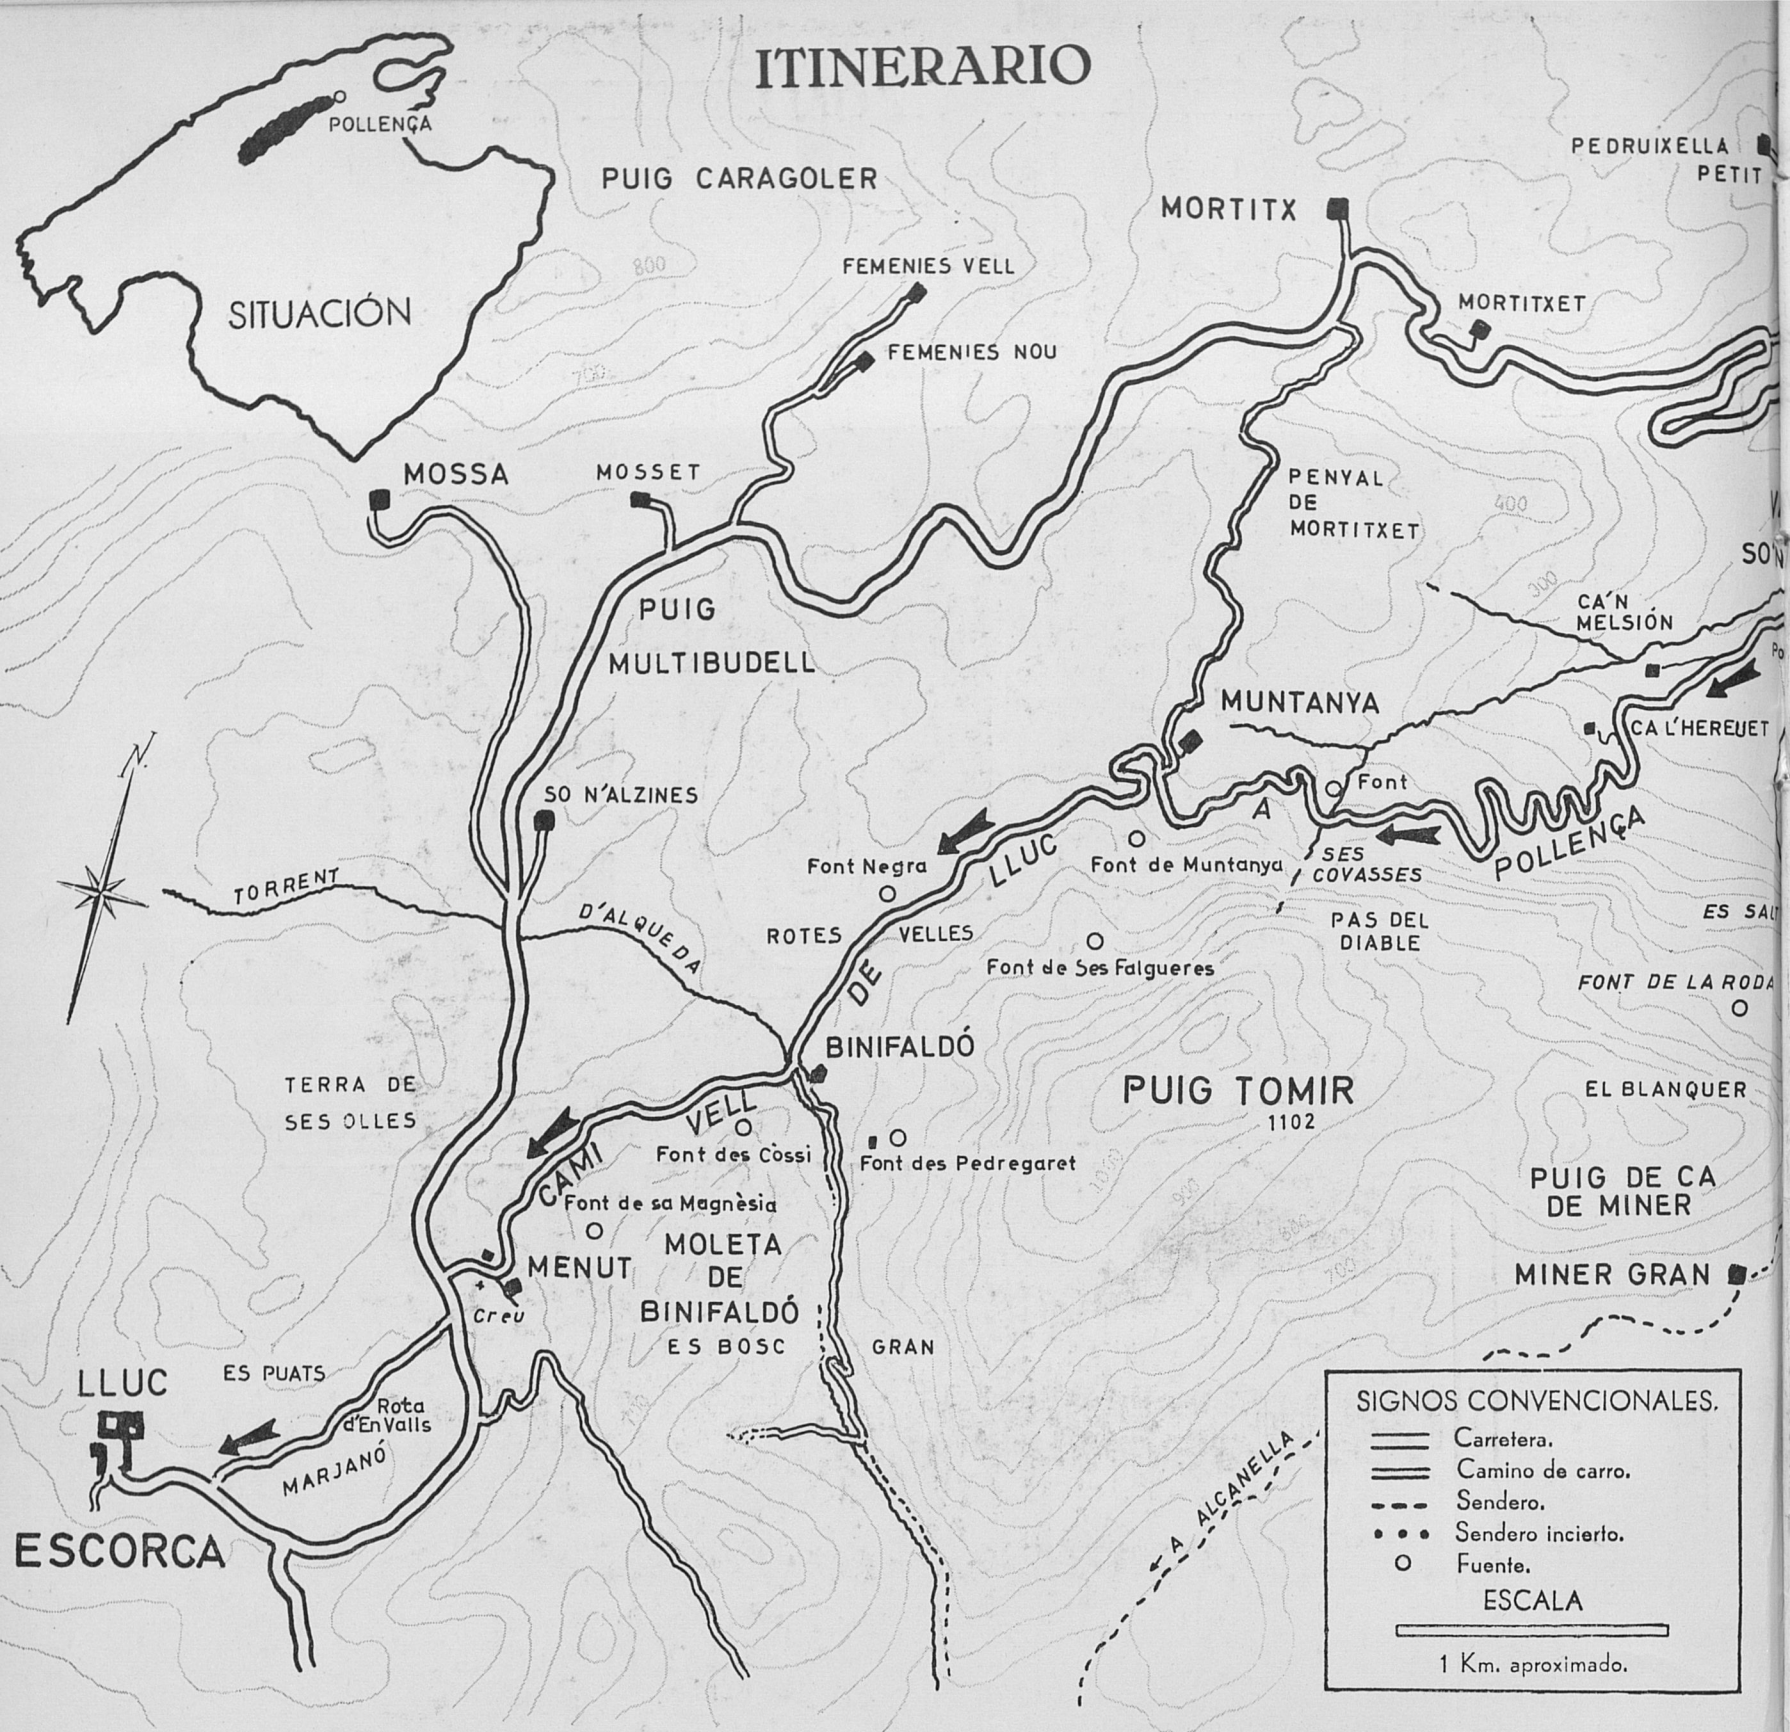 ITINERARIO
POLLENÇA
SITUACIÓN
PUIG CARAGOLER
PEDRUIXELLA
PETIT
MORTITX
800
FEMENIES VELL
MORTITXET
FEMENIES NOU
700
MOSSA
MOSSET
PENYAL
DE
MORTITXET
400
300
PUIG
MULTIBUDELL
CA'N
MELSIÓN
MUNTANYA
CA L'HEREUET
N.
SO N'ALZINES
Font
A
POLLENÇA
LLUC
Font Negra
Font de Muntanya
SES
COVASSES
TORRENT
D'ALQUEDA
ROTES VELLES
PAS DEL
DIABLE
Font de Ses Falgueres
DE
FONT DE LA RODA
BINIFALDÓ
TERRA DE
SES OLLES
PUIG TOMIR
1102
EL BLANQUER
VELL
Font des Còssi
Font des Pedregaret
CAMI
Font de sa Magnèsia
1000
900
800
700
PUIG DE CA
DE MINER
MENUT
MOLETA
DE
BINIFALDÓ
MINER GRAN
Creu
ES BOSC GRAN
LLUC
ES PUATS
Rota
d'En Valls
MARJANÓ
ESCORCA
A ALCANELLA
SIGNOS CONVENCIONALES.
Carretera.
Camino de carro.
Sendero.
Sendero incierto.
Fuente.
ESCALA
1 Km. aproximado.